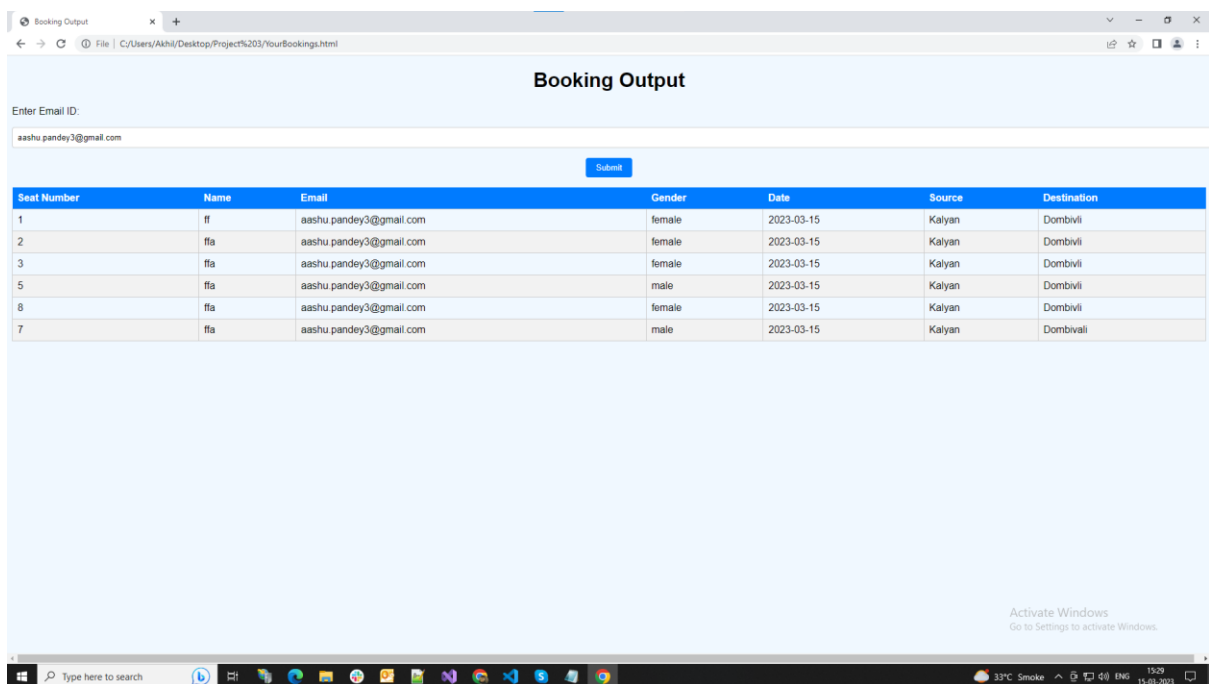 Booking Output
File | C:/Users/Akhil/Desktop/Project%203/YourBookings.html
Booking Output
Enter Email ID:
aashu.pandey3@gmail.com
Submit
Seat Number Name Email Gender Date Source Destination
1 ff aashu.pandey3@gmail.com female 2023-03-15 Kalyan Dombivli
2 ffa aashu.pandey3@gmail.com female 2023-03-15 Kalyan Dombivli
3 ffa aashu.pandey3@gmail.com female 2023-03-15 Kalyan Dombivli
5 ffa aashu.pandey3@gmail.com male 2023-03-15 Kalyan Dombivli
8 ffa aashu.pandey3@gmail.com female 2023-03-15 Kalyan Dombivli
7 ffa aashu.pandey3@gmail.com male 2023-03-15 Kalyan Dombivali
Activate Windows
Go to Settings to activate Windows.
Type here to search 33°C Smoke ENG 15:29
15-03-2023